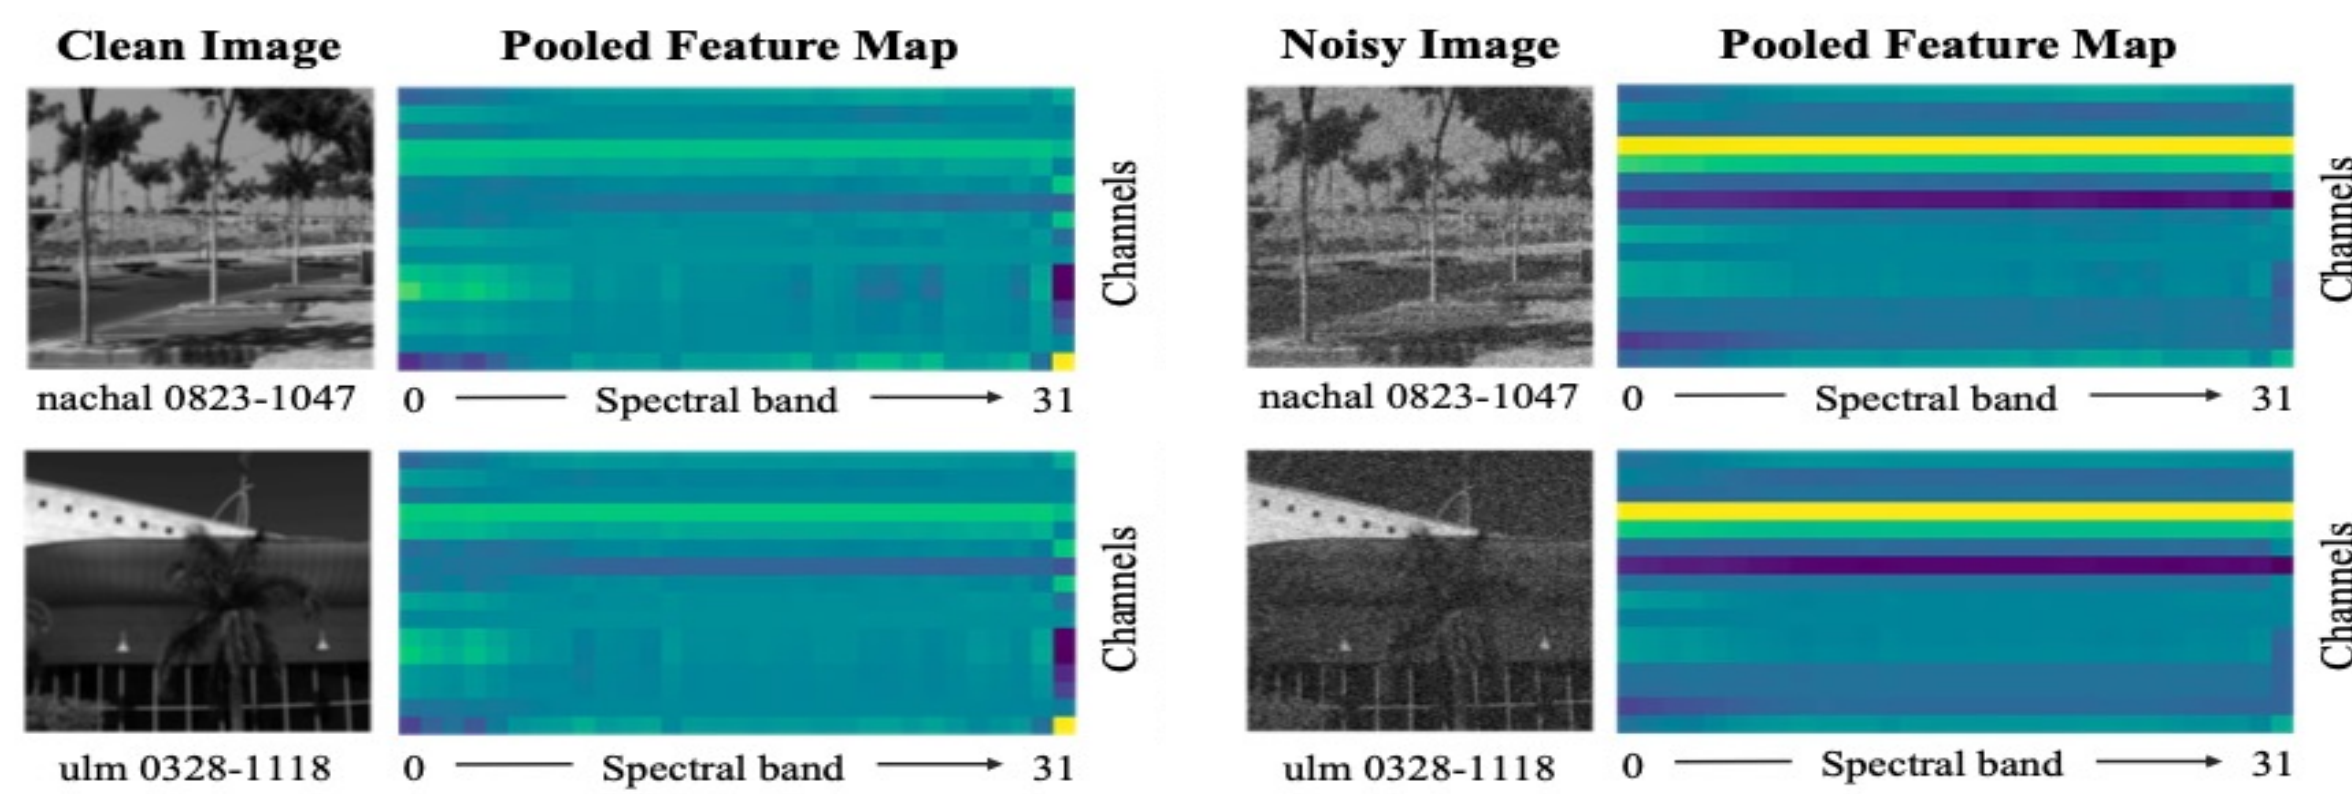 Clean Image
Pooled Feature Map
Noisy Image
Pooled Feature Map
Channels
Channels
nachal 0823-1047
0 Spectral band 31
nachal 0823-1047
0 Spectral band 31
Channels
Channels
ulm 0328-1118
0 Spectral band 31
ulm 0328-1118
0 Spectral band 31